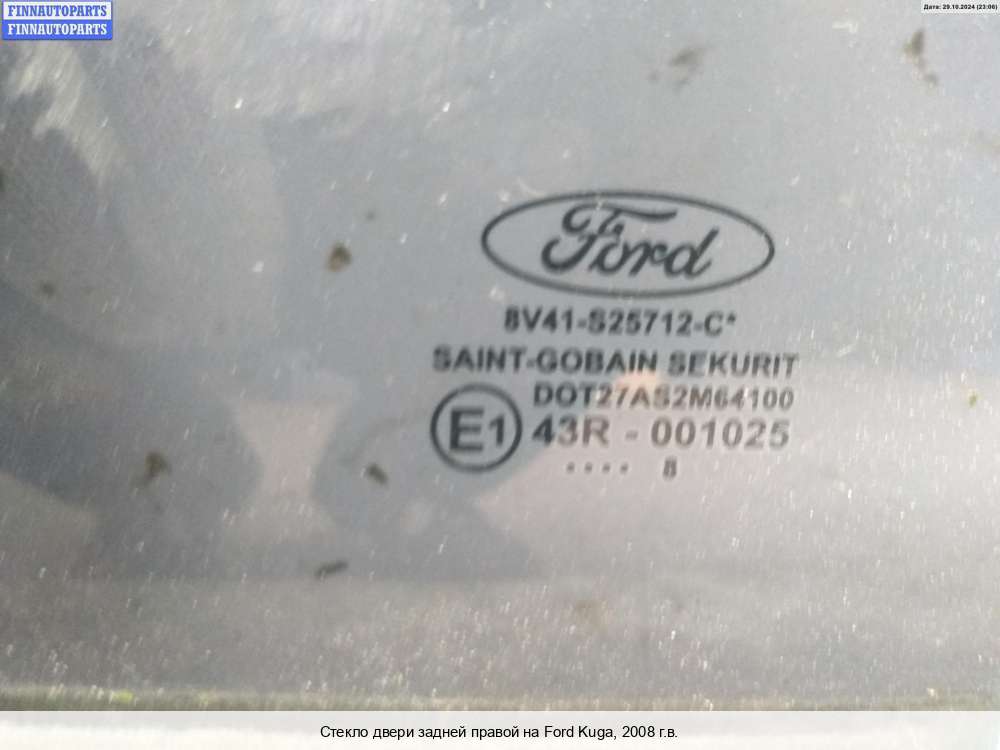 FINNAUTOPARTS
FINNAUTOPARTS
Дата: 29.10.2024 (23:06)
Ford
8V41-S25712-C*
SAINT-GOBAIN SEKURIT
DOT27AS2M64100
E1 43R - 001025
.... 8
Стекло двери задней правой на Ford Kuga, 2008 г.в.